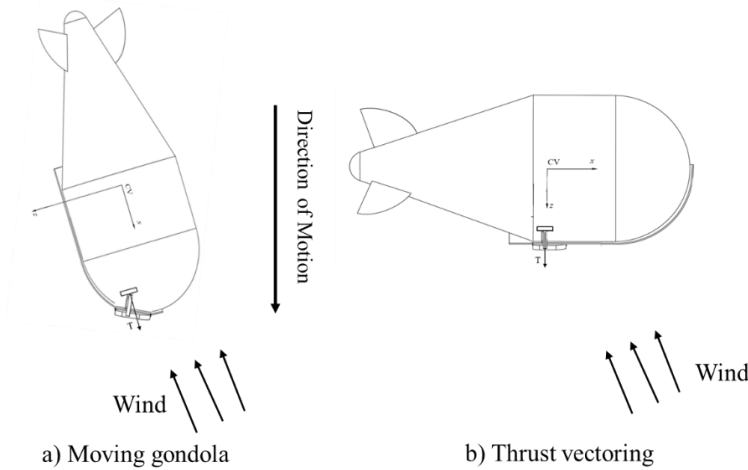 CV
x
z
T
Direction of Motion
Wind
a) Moving gondola
CV
x
z
T
Wind
b) Thrust vectoring